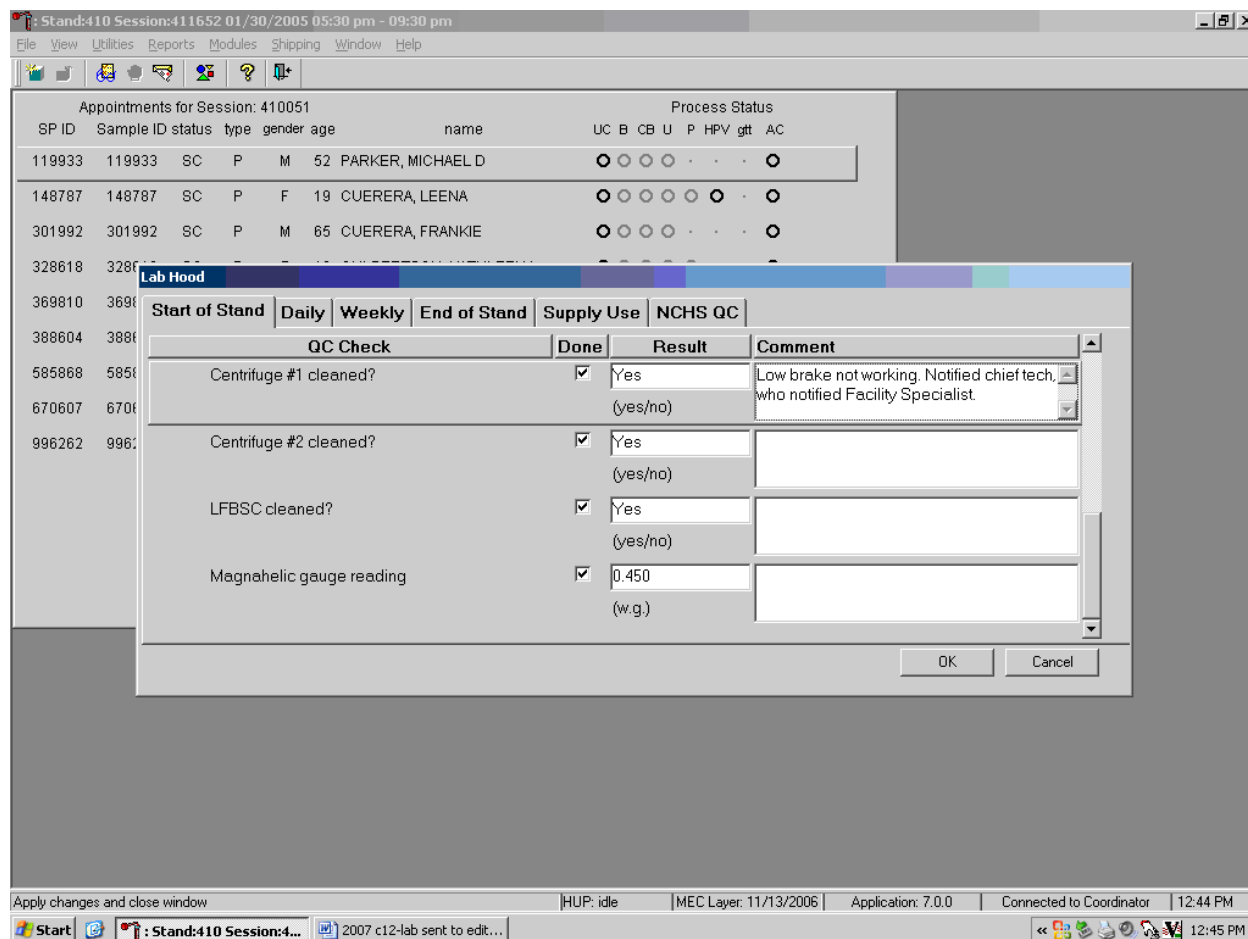 : Stand:410 Session:411652 01/30/2005 05:30 pm - 09:30 pm
File View Utilities Reports Modules Shipping Window Help
Appointments for Session: 410051 Process Status
SP ID Sample ID status type gender age name UC B CB U P HPV gtt AC
119933 119933 SC P M 52 PARKER, MICHAEL D
148787 148787 SC P F 19 CUERERA, LEENA
301992 301992 SC P M 65 CUERERA, FRANKIE
328618
369810
388604
585868
670607
996262
Lab Hood
Start of Stand Daily Weekly End of Stand Supply Use NCHS QC
QC Check Done Result Comment
Centrifuge #1 cleaned? Yes Low brake not working. Notified chief tech,
(yes/no) who notified Facility Specialist.
Centrifuge #2 cleaned? Yes
(yes/no)
LFBSC cleaned? Yes
(yes/no)
Magnahelic gauge reading 0.450
(w.g.)
OK Cancel
Apply changes and close window HUP: idle MEC Layer: 11/13/2006 Application: 7.0.0 Connected to Coordinator 12:44 PM
Start : Stand:410 Session:4... 2007 c12-lab sent to edit... « 12:45 PM